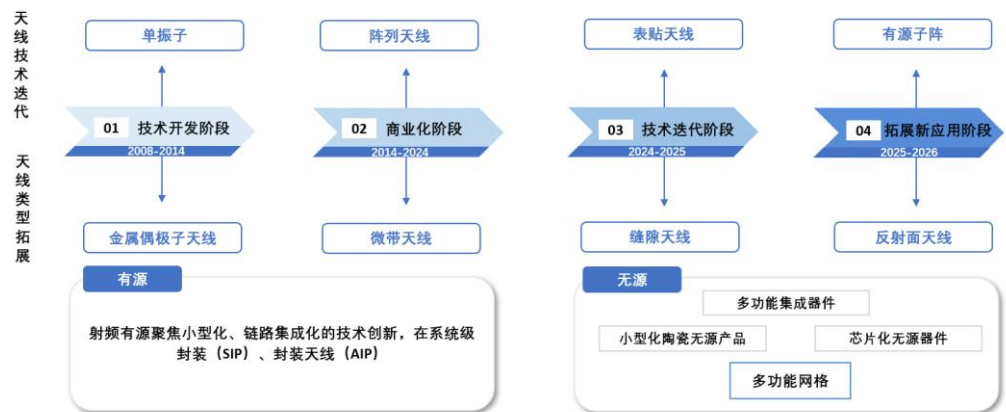 天线技术迭代
单振子
阵列天线
表贴天线
有源子阵
01 技术开发阶段
2008-2014
02 商业化阶段
2014-2024
03 技术迭代阶段
2024-2025
04 拓展新应用阶段
2025-2026
天线类型拓展
金属偶极子天线
微带天线
缝隙天线
反射面天线
有源
射频有源聚焦小型化、链路集成化的技术创新，在系统级
封装（SIP）、封装天线（AIP）
无源
多功能集成器件
小型化陶瓷无源产品
芯片化无源器件
多功能网格